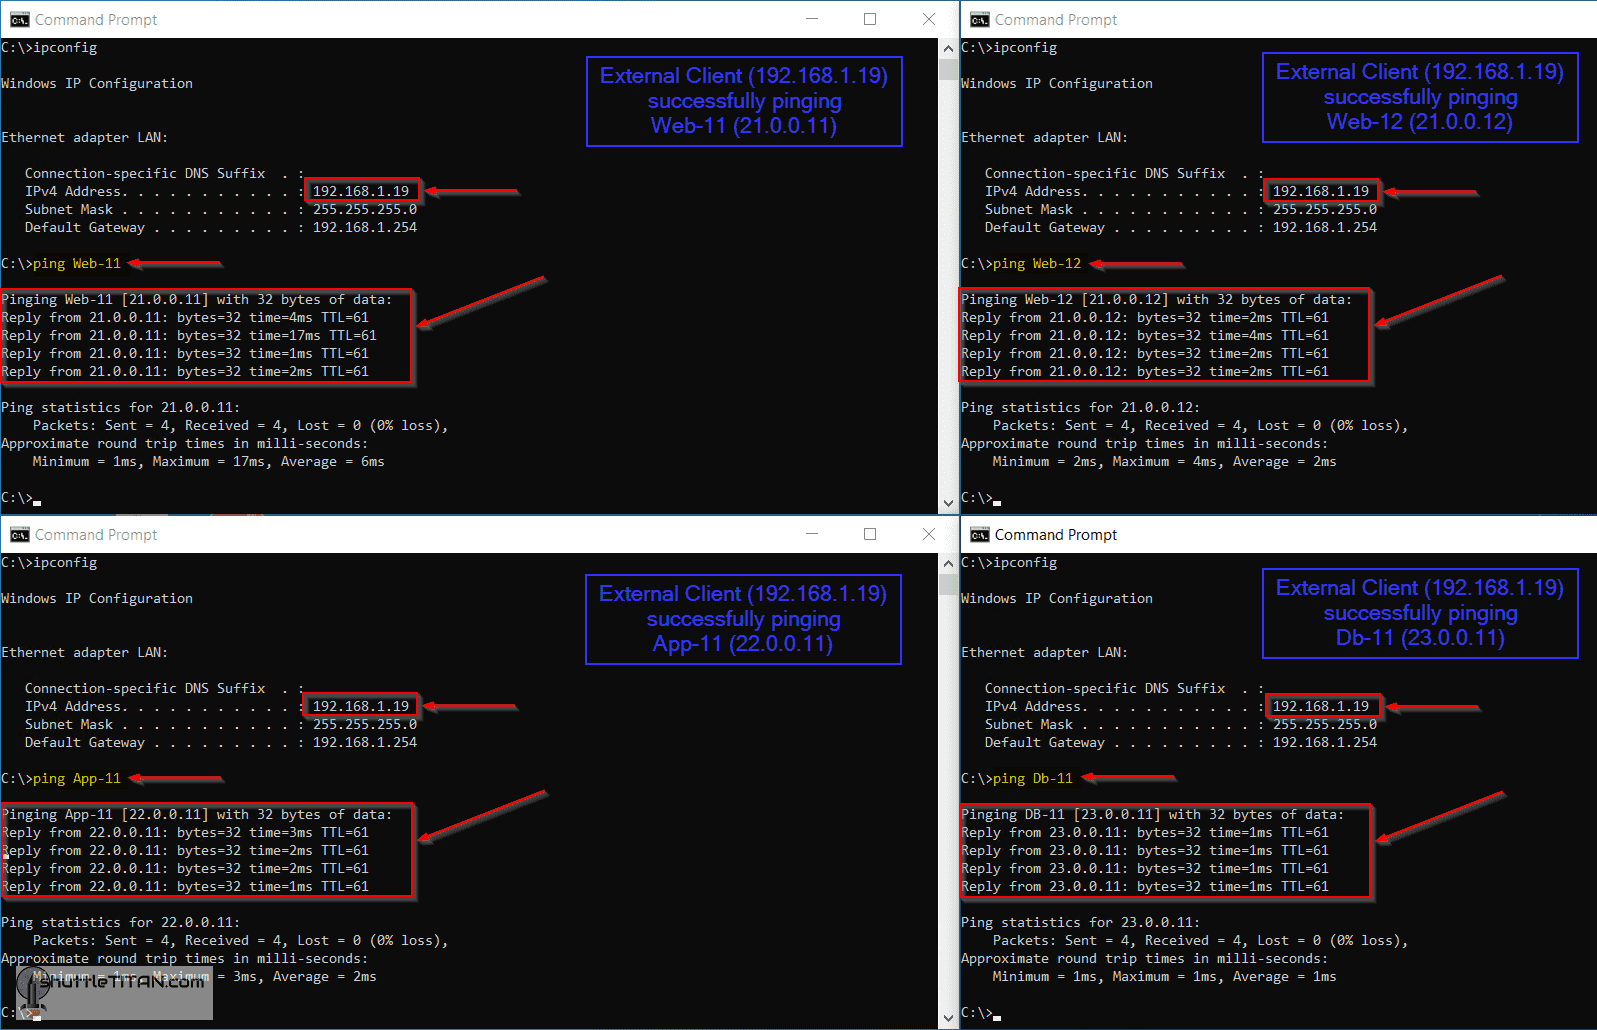 Command Prompt
C:\>ipconfig
Windows IP Configuration
Ethernet adapter LAN:
Connection-specific DNS Suffix  . :
IPv4 Address. . . . . . . . . . . : 192.168.1.19
Subnet Mask . . . . . . . . . . . : 255.255.255.0
Default Gateway . . . . . . . . . : 192.168.1.254
C:\>ping Web-11
Pinging Web-11 [21.0.0.11] with 32 bytes of data:
Reply from 21.0.0.11: bytes=32 time=4ms TTL=61
Reply from 21.0.0.11: bytes=32 time=17ms TTL=61
Reply from 21.0.0.11: bytes=32 time=1ms TTL=61
Reply from 21.0.0.11: bytes=32 time=2ms TTL=61
Ping statistics for 21.0.0.11:
Packets: Sent = 4, Received = 4, Lost = 0 (0% loss),
Approximate round trip times in milli-seconds:
Minimum = 1ms, Maximum = 17ms, Average = 6ms
C:\>
External Client (192.168.1.19)
successfully pinging
Web-11 (21.0.0.11)
Command Prompt
C:\>ipconfig
Windows IP Configuration
Ethernet adapter LAN:
Connection-specific DNS Suffix  . :
IPv4 Address. . . . . . . . . . . : 192.168.1.19
Subnet Mask . . . . . . . . . . . : 255.255.255.0
Default Gateway . . . . . . . . . : 192.168.1.254
C:\>ping Web-12
Pinging Web-12 [21.0.0.12] with 32 bytes of data:
Reply from 21.0.0.12: bytes=32 time=2ms TTL=61
Reply from 21.0.0.12: bytes=32 time=4ms TTL=61
Reply from 21.0.0.12: bytes=32 time=2ms TTL=61
Reply from 21.0.0.12: bytes=32 time=2ms TTL=61
Ping statistics for 21.0.0.12:
Packets: Sent = 4, Received = 4, Lost = 0 (0% loss),
Approximate round trip times in milli-seconds:
Minimum = 2ms, Maximum = 4ms, Average = 2ms
C:\>
External Client (192.168.1.19)
successfully pinging
Web-12 (21.0.0.12)
Command Prompt
C:\>ipconfig
Windows IP Configuration
Ethernet adapter LAN:
Connection-specific DNS Suffix  . :
IPv4 Address. . . . . . . . . . . : 192.168.1.19
Subnet Mask . . . . . . . . . . . : 255.255.255.0
Default Gateway . . . . . . . . . : 192.168.1.254
C:\>ping App-11
Pinging App-11 [22.0.0.11] with 32 bytes of data:
Reply from 22.0.0.11: bytes=32 time=3ms TTL=61
Reply from 22.0.0.11: bytes=32 time=2ms TTL=61
Reply from 22.0.0.11: bytes=32 time=2ms TTL=61
Reply from 22.0.0.11: bytes=32 time=1ms TTL=61
Ping statistics for 22.0.0.11:
Packets: Sent = 4, Received = 4, Lost = 0 (0% loss),
Approximate round trip times in milli-seconds:
Minimum = 1ms, Maximum = 3ms, Average = 2ms
SHUTTLETITAN.com
C:\>
External Client (192.168.1.19)
successfully pinging
App-11 (22.0.0.11)
Command Prompt
C:\>ipconfig
Windows IP Configuration
Ethernet adapter LAN:
Connection-specific DNS Suffix  . :
IPv4 Address. . . . . . . . . . . : 192.168.1.19
Subnet Mask . . . . . . . . . . . : 255.255.255.0
Default Gateway . . . . . . . . . : 192.168.1.254
C:\>ping Db-11
Pinging DB-11 [23.0.0.11] with 32 bytes of data:
Reply from 23.0.0.11: bytes=32 time=1ms TTL=61
Reply from 23.0.0.11: bytes=32 time=1ms TTL=61
Reply from 23.0.0.11: bytes=32 time=1ms TTL=61
Reply from 23.0.0.11: bytes=32 time=1ms TTL=61
Ping statistics for 23.0.0.11:
Packets: Sent = 4, Received = 4, Lost = 0 (0% loss),
Approximate round trip times in milli-seconds:
Minimum = 1ms, Maximum = 1ms, Average = 1ms
C:\>
External Client (192.168.1.19)
successfully pinging
Db-11 (23.0.0.11)